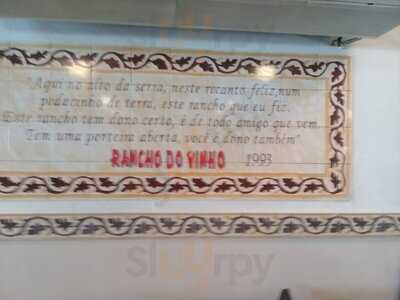 "Aqui no alto da serra, neste recanto feliz,num
pedacinho de terra, este rancho que eu fiz.
Este rancho tem dono certo, é de todo amigo que vem.
Tem uma porteira aberta, você é dono também"
RANCHO DO VINHO 1993
slurrpy